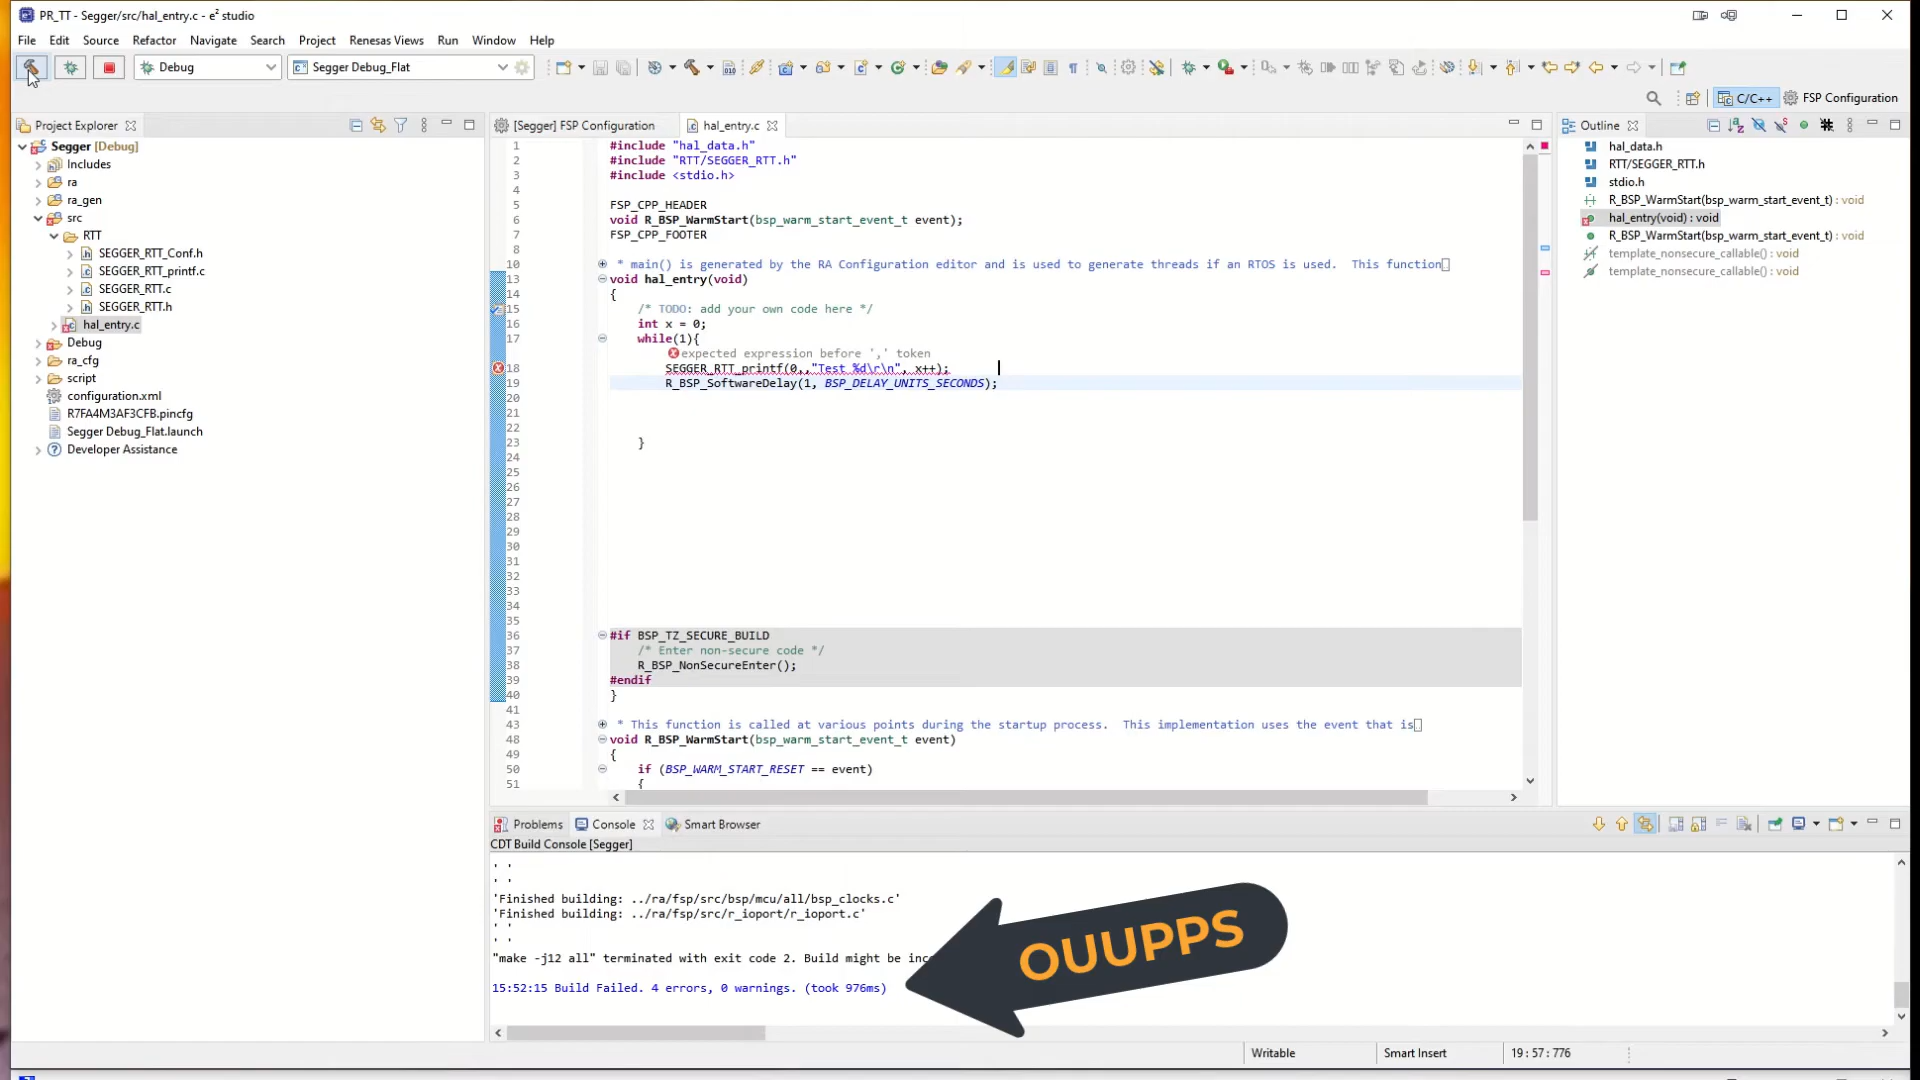 PR_TT - Segger/src/hal_entry.c - e² studio
File Edit Source Refactor Navigate Search Project Renesas Views Run Window Help
Debug Segger Debug_Flat
C/C++ FSP Configuration
Project Explorer
Segger [Debug]
Includes
ra
ra_gen
src
RTT
SEGGER_RTT_Conf.h
SEGGER_RTT_printf.c
SEGGER_RTT.c
SEGGER_RTT.h
hal_entry.c
Debug
ra_cfg
script
configuration.xml
R7FA4M3AF3CFB.pincfg
Segger Debug_Flat.launch
Developer Assistance
[Segger] FSP Configuration hal_entry.c
1 #include "hal_data.h"
2 #include "RTT/SEGGER_RTT.h"
3 #include <stdio.h>
4
5 FSP_CPP_HEADER
6 void R_BSP_WarmStart(bsp_warm_start_event_t event);
7 FSP_CPP_FOOTER
8
10 * main() is generated by the RA Configuration editor and is used to generate threads if an RTOS is used. This function
13 void hal_entry(void)
14 {
15 /* TODO: add your own code here */
16 int x = 0;
17 while(1){
expected expression before ',' token
18 SEGGER_RTT_printf(0,,"Test %d\r\n", x++);
19 R_BSP_SoftwareDelay(1, BSP_DELAY_UNITS_SECONDS);
20
21
22
23 }
24
25
26
27
28
29
30
31
32
33
34
35
36 #if BSP_TZ_SECURE_BUILD
37 /* Enter non-secure code */
38 R_BSP_NonSecureEnter();
39 #endif
40 }
41
43 * This function is called at various points during the startup process. This implementation uses the event that is
48 void R_BSP_WarmStart(bsp_warm_start_event_t event)
49 {
50 if (BSP_WARM_START_RESET == event)
51 {
Outline
hal_data.h
RTT/SEGGER_RTT.h
stdio.h
R_BSP_WarmStart(bsp_warm_start_event_t) : void
hal_entry(void) : void
R_BSP_WarmStart(bsp_warm_start_event_t) : void
template_nonsecure_callable() : void
template_nonsecure_callable() : void
Problems Console Smart Browser
CDT Build Console [Segger]
' '
' '
'Finished building: ../ra/fsp/src/bsp/mcu/all/bsp_clocks.c'
'Finished building: ../ra/fsp/src/r_ioport/r_ioport.c'
' '
' '
"make -j12 all" terminated with exit code 2. Build might be inc
15:52:15 Build Failed. 4 errors, 0 warnings. (took 976ms)
OUUPPS
Writable Smart Insert 19 : 57 : 776